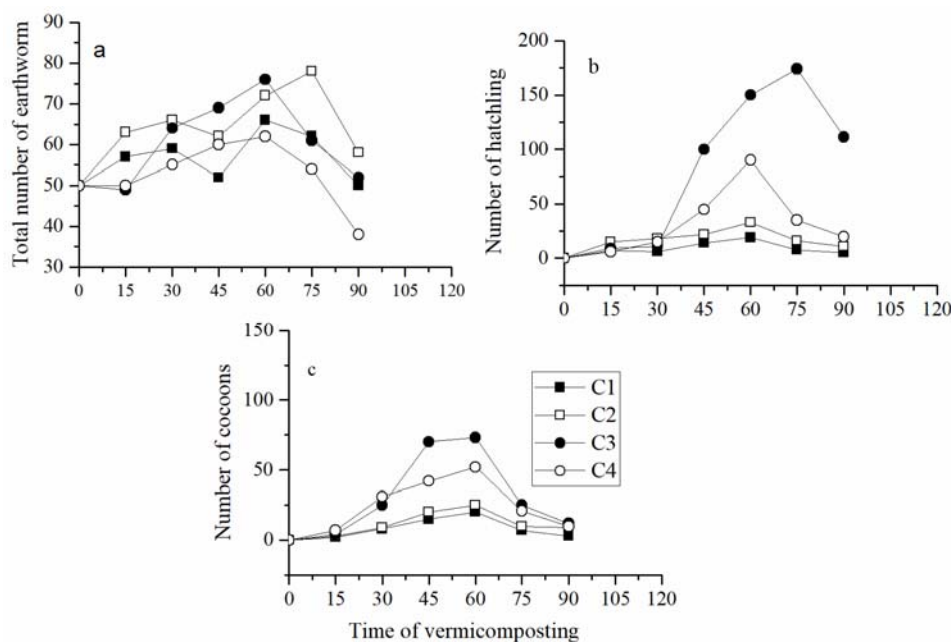 a
Total number of earthworm
90
80
70
60
50
40
30
0 15 30 45 60 75 90 105 120
b
Number of hatchling
200
150
100
50
0
0 15 30 45 60 75 90 105 120
c
Number of cocoons
150
100
50
0
0 15 30 45 60 75 90 105 120
Time of vermicomposting
C1
C2
C3
C4